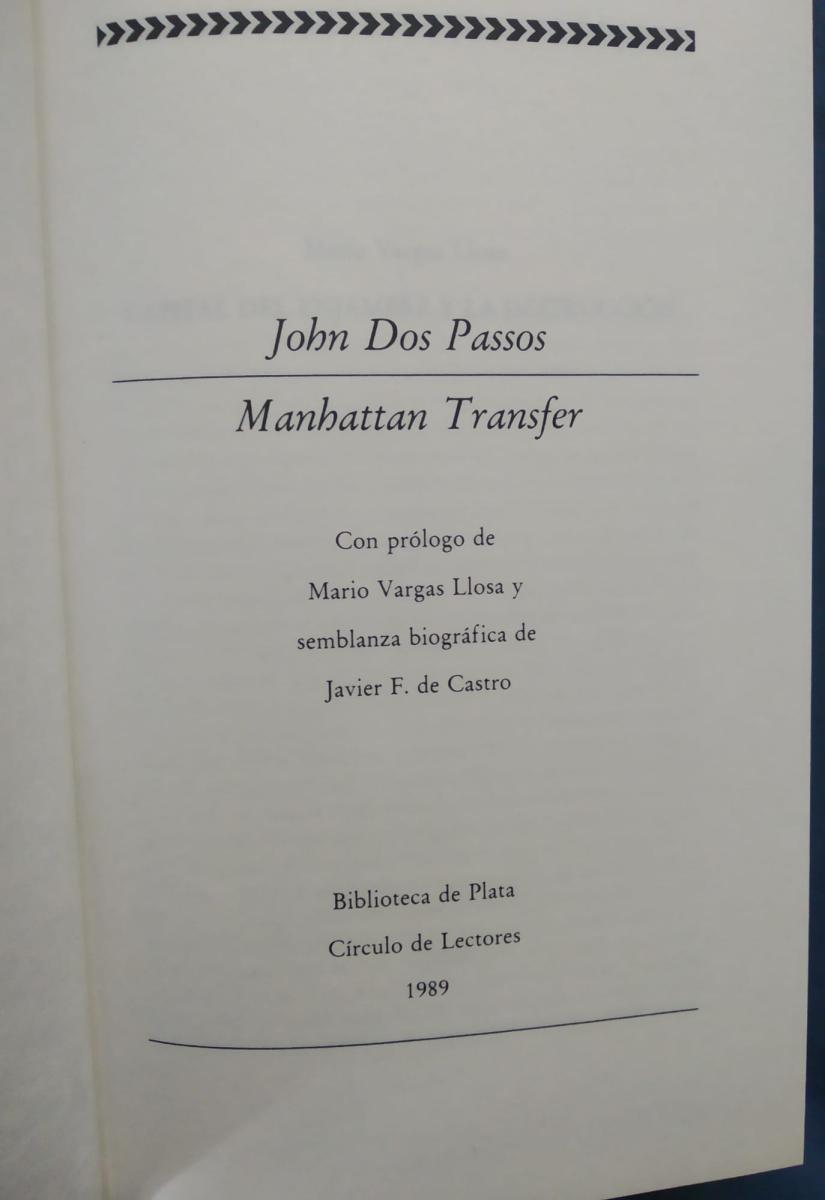 John Dos Passos
Manhattan Transfer
Con prólogo de
Mario Vargas Llosa y
semblanza biográfica de
Javier F. de Castro
Biblioteca de Plata
Círculo de Lectores
1989